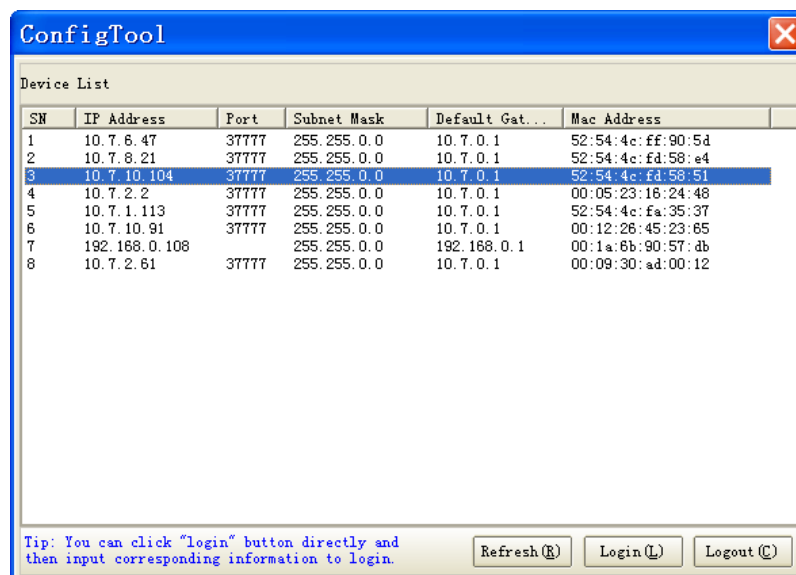 ConfigTool
Device List
SN IP Address Port Subnet Mask Default Gat... Mac Address
1 10.7.6.47 37777 255.255.0.0 10.7.0.1 52:54:4c:ff:90:5d
2 10.7.8.21 37777 255.255.0.0 10.7.0.1 52:54:4c:fd:58:e4
3 10.7.10.104 37777 255.255.0.0 10.7.0.1 52:54:4c:fd:58:51
4 10.7.2.2 37777 255.255.0.0 10.7.0.1 00:05:23:16:24:48
5 10.7.1.113 37777 255.255.0.0 10.7.0.1 52:54:4c:fa:35:37
6 10.7.10.91 37777 255.255.0.0 10.7.0.1 00:12:26:45:23:65
7 192.168.0.108 255.255.0.0 192.168.0.1 00:1a:6b:90:57:db
8 10.7.2.61 37777 255.255.0.0 10.7.0.1 00:09:30:ad:00:12
Tip: You can click "login" button directly and
then input corresponding information to login.
Refresh(R) Login(L) Logout(C)